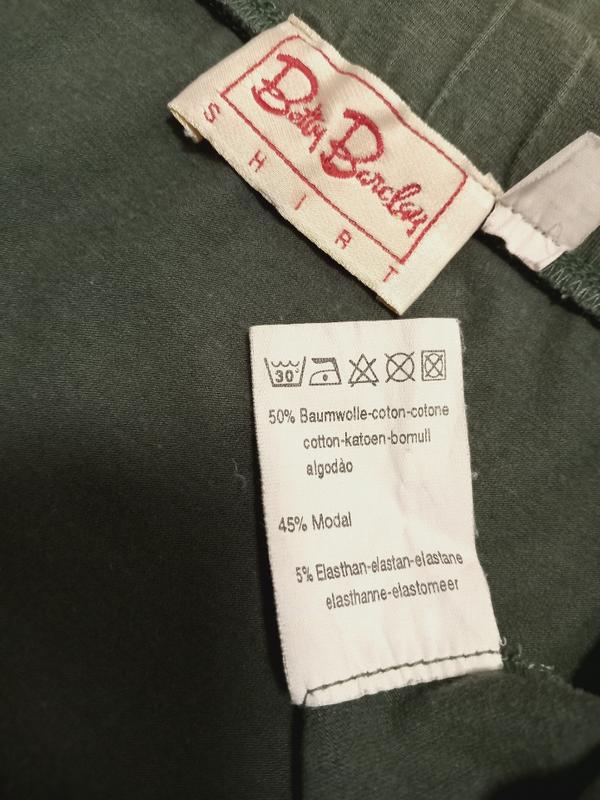 Betty Barclay
SHIRT
30°
50% Baumwolle-coton-cotone
cotton-katoen-bomull
algodào
45% Modal
5% Elasthan-elastan-elastane
elasthanne-elastomeer